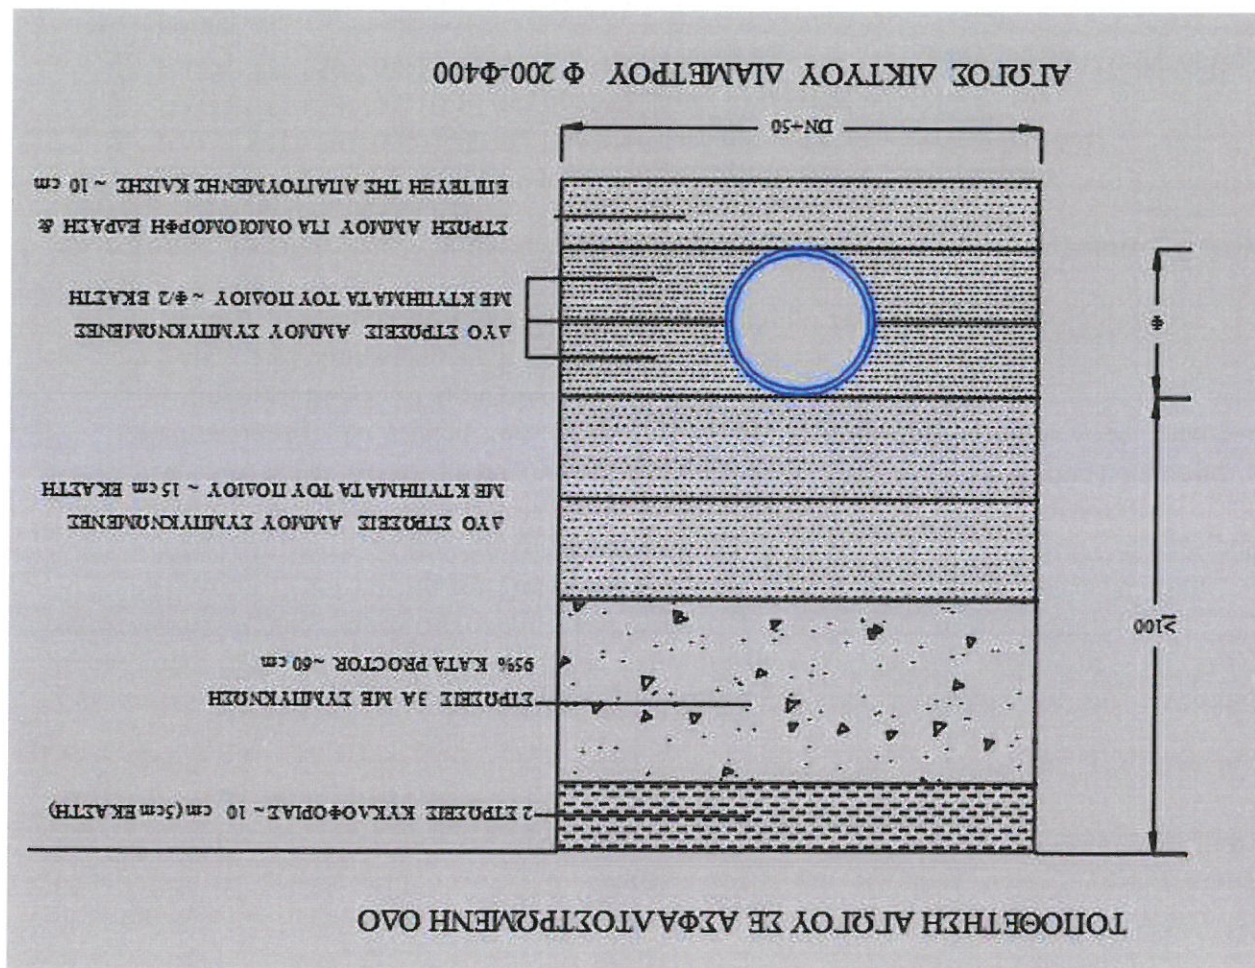 ΤΟΠΟΘΕΤΗΣΗ ΑΓΩΓΟΥ ΣΕ ΑΣΦΑΛΤΟΣΤΡΩΜΕΝΗ ΟΔΟ
2 ΣΤΡΩΣΕΙΣ ΚΥΚΛΟΦΟΡΙΑΣ ~ 10 cm (5cm ΕΚΑΣΤΗ)
ΣΤΡΩΣΕΙΣ 3Α ΜΕ ΣΥΜΠΥΚΝΩΣΗ
95% ΚΑΤΑ PROCTOR ~60 cm
≥100
ΔΥΟ ΣΤΡΩΣΕΙΣ ΑΜΜΟΥ ΣΥΜΠΥΚΝΩΜΕΝΕΣ
ΜΕ ΚΤΥΠΗΜΑΤΑ ΤΟΥ ΠΟΔΙΟΥ ~ 15cm ΕΚΑΣΤΗ
ΔΥΟ ΣΤΡΩΣΕΙΣ ΑΜΜΟΥ ΣΥΜΠΥΚΝΩΜΕΝΕΣ
ΜΕ ΚΤΥΠΗΜΑΤΑ ΤΟΥ ΠΟΔΙΟΥ ~ Φ/2 ΕΚΑΣΤΗ
Φ
ΣΤΡΩΣΗ ΑΜΜΟΥ ΓΙΑ ΟΜΟΙΟΜΟΡΦΗ ΕΔΡΑΣΗ &
ΕΠΙΤΕΥΞΗ ΤΗΣ ΑΠΑΙΤΟΥΜΕΝΗΣ ΚΛΙΣΗΣ ~ 10 cm
DN+50
ΑΓΩΓΟΣ ΔΙΚΤΥΟΥ ΔΙΑΜΕΤΡΟΥ Φ 200-Φ400